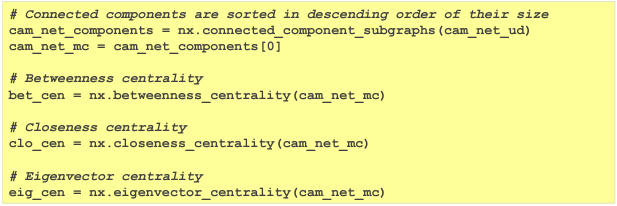 # Connected components are sorted in descending order of their size
cam_net_components = nx.connected_component_subgraphs(cam_net_ud)
cam_net_mc = cam_net_components[0]
# Betweenness centrality
bet_cen = nx.betweenness_centrality(cam_net_mc)
# Closeness centrality
clo_cen = nx.closeness_centrality(cam_net_mc)
# Eigenvector centrality
eig_cen = nx.eigenvector_centrality(cam_net_mc)